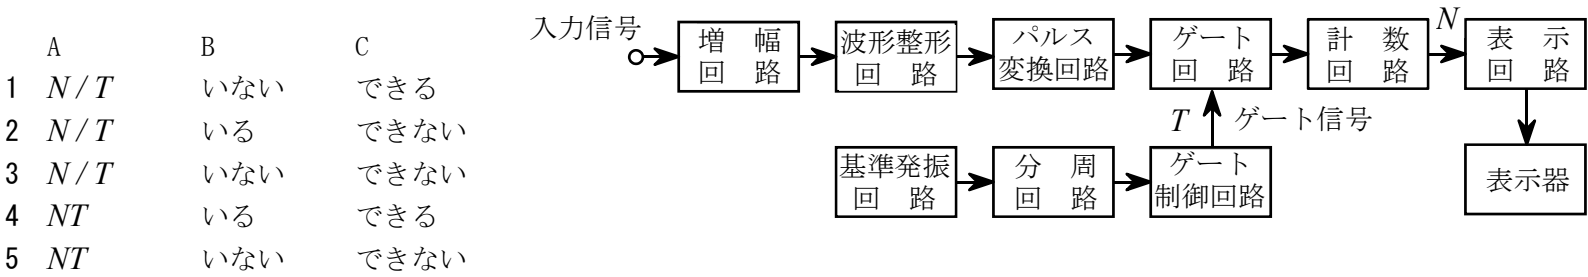 A B C
1 N/T いない できる
2 N/T いる できない
3 N/T いない できない
4 NT いる できる
5 NT いない できない
入力信号
増幅
回路
波形整形
回路
パルス
変換回路
ゲート
回路
計数
回路
N
表示
回路
T ゲート信号
基準発振
回路
分周
回路
ゲート
制御回路
表示器